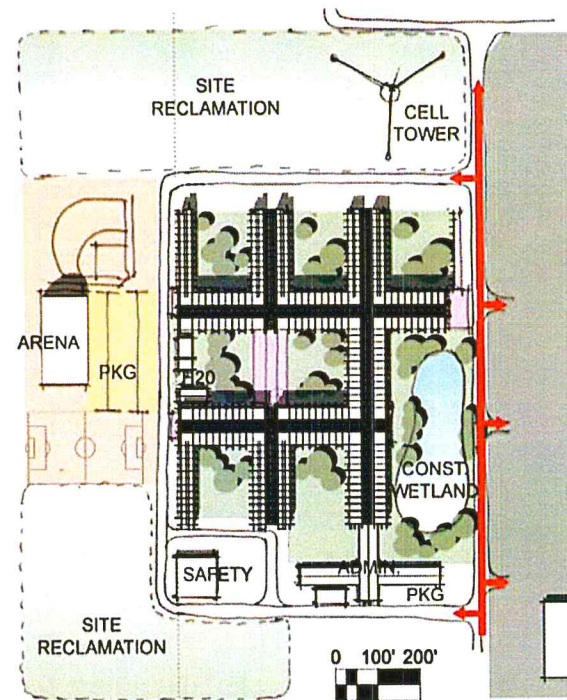 SITE
RECLAMATION
CELL
TOWER
ARENA
PKG
H20
CONST.
WETLAND
SAFETY
ADMIN.
PKG
SITE
RECLAMATION
0 100' 200'